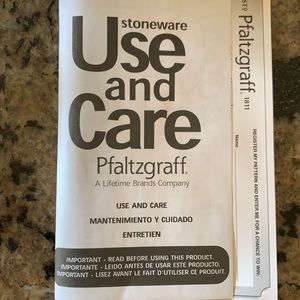 stoneware
Use
and
Care
Pfaltzgraff
A Lifetime Brands Company
USE AND CARE
MANTENIMIENTO Y CUIDADO
ENTRETIEN
IMPORTANT - READ BEFORE USING THIS PRODUCT.
IMPORTANTE - LEIDO ANTES DE USAR ESTE PRODUCTO.
IMPORTANT - LISEZ AVANT LE FAIT D'UTILISER CE PRODUIT
Pfaltzgraff 1811
REGISTER MY PATTERN AND ENTER ME FOR A CHANCE TO WIN
Name